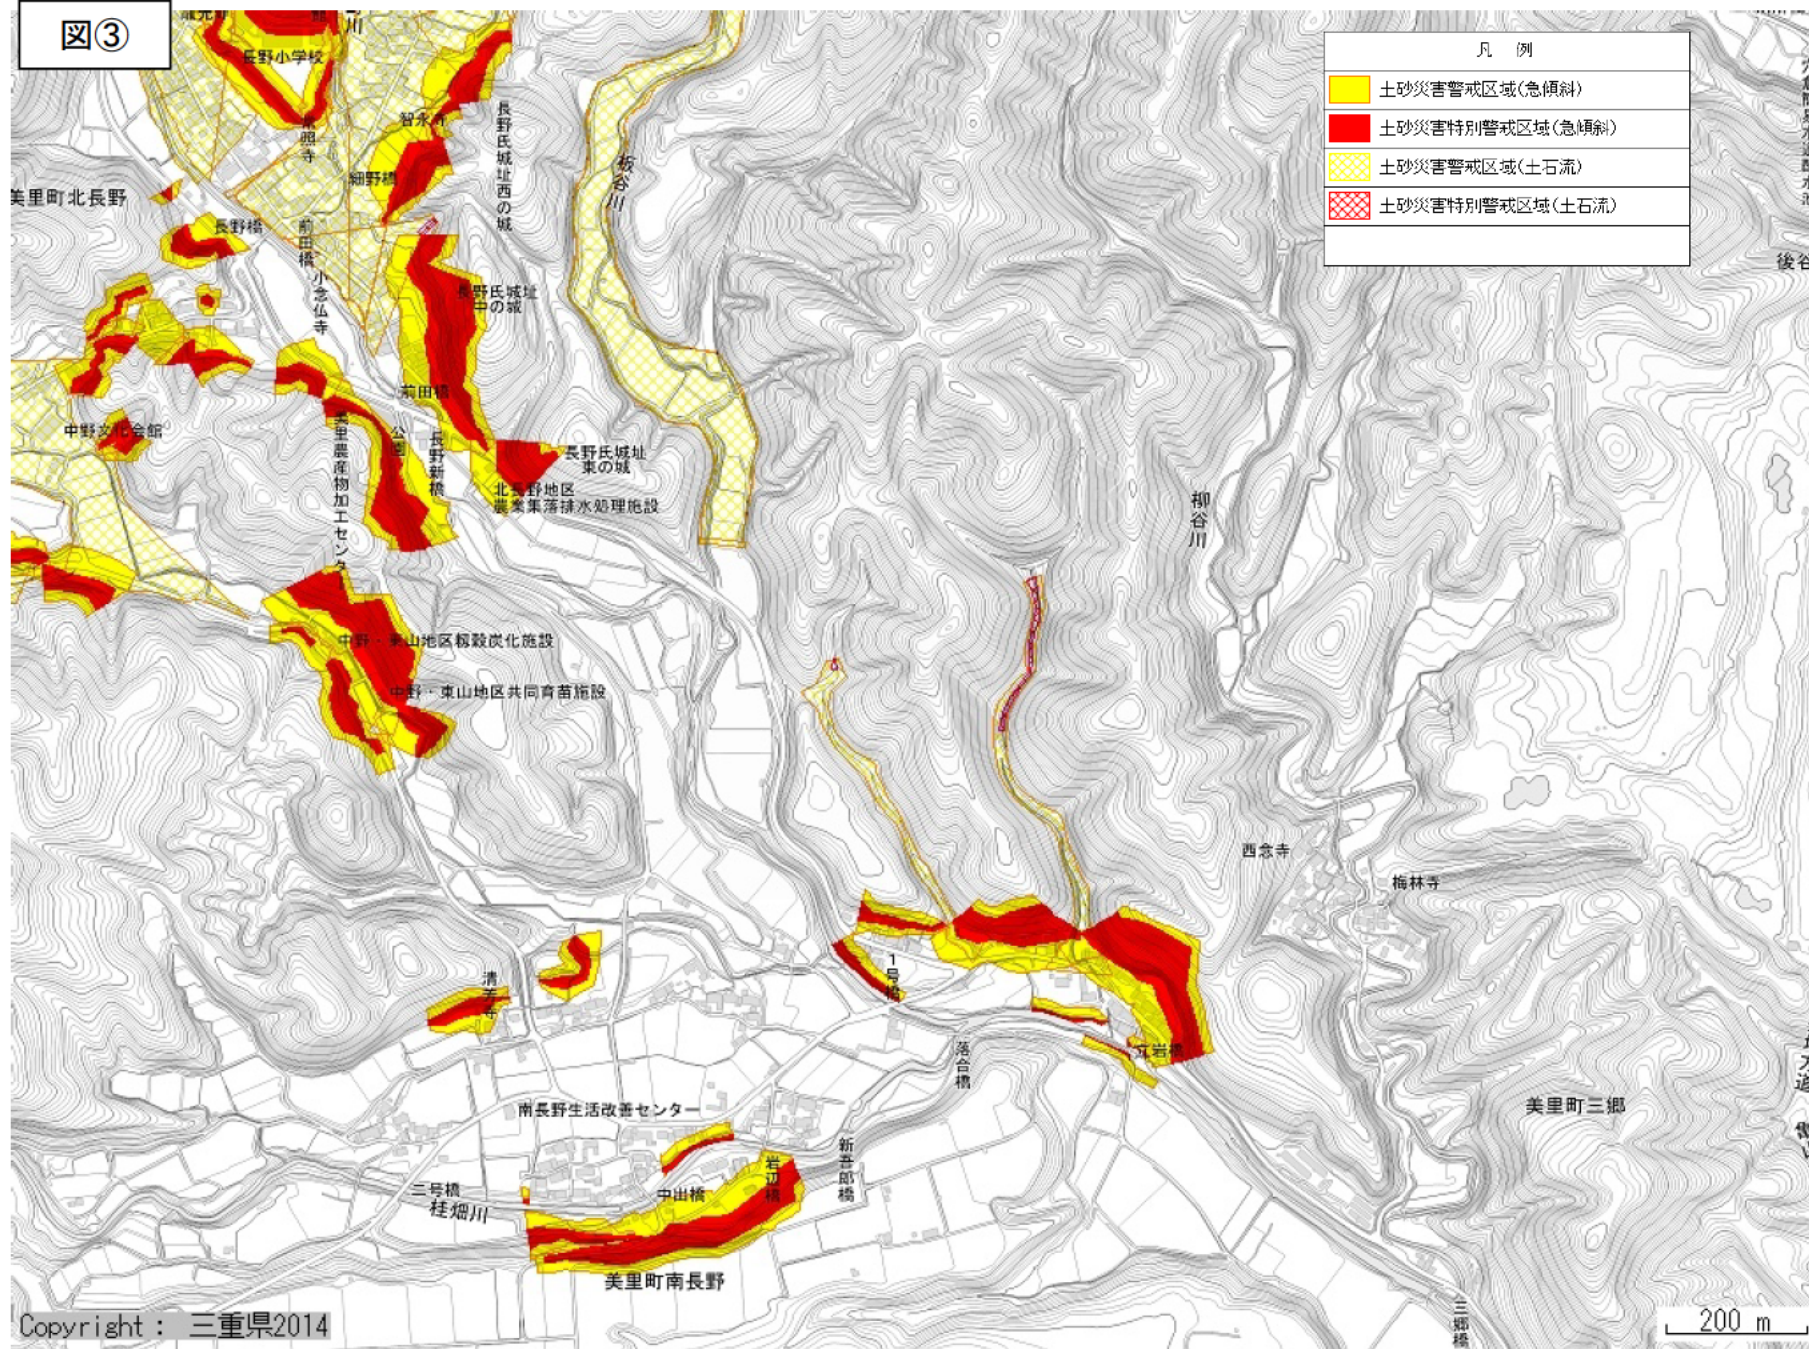 図③
凡 例
土砂災害警戒区域(急傾斜)
土砂災害特別警戒区域(急傾斜)
土砂災害警戒区域(土石流)
土砂災害特別警戒区域(土石流)
長野小学校
智永寺
細野橋
長野氏城址西の城
板谷川
美里町北長野
長野橋
前田橋
小念仏寺
長野氏城址
中の城
前田橋
中野文化会館
公園
長野新橋
美里農産物加工センター
長野氏城址
東の城
北長野地区
農業集落排水処理施設
柳谷川
後谷
中野・東山地区籾殻炭化施設
中野・東山地区共同育苗施設
西念寺
梅林寺
1号橋
落合橋
立岩橋
南長野生活改善センター
新吾郎橋
岩辺橋
中出橋
二号橋
桂畑川
美里町三郷
美里町南長野
三郷橋
Copyright : 三重県2014
200 m